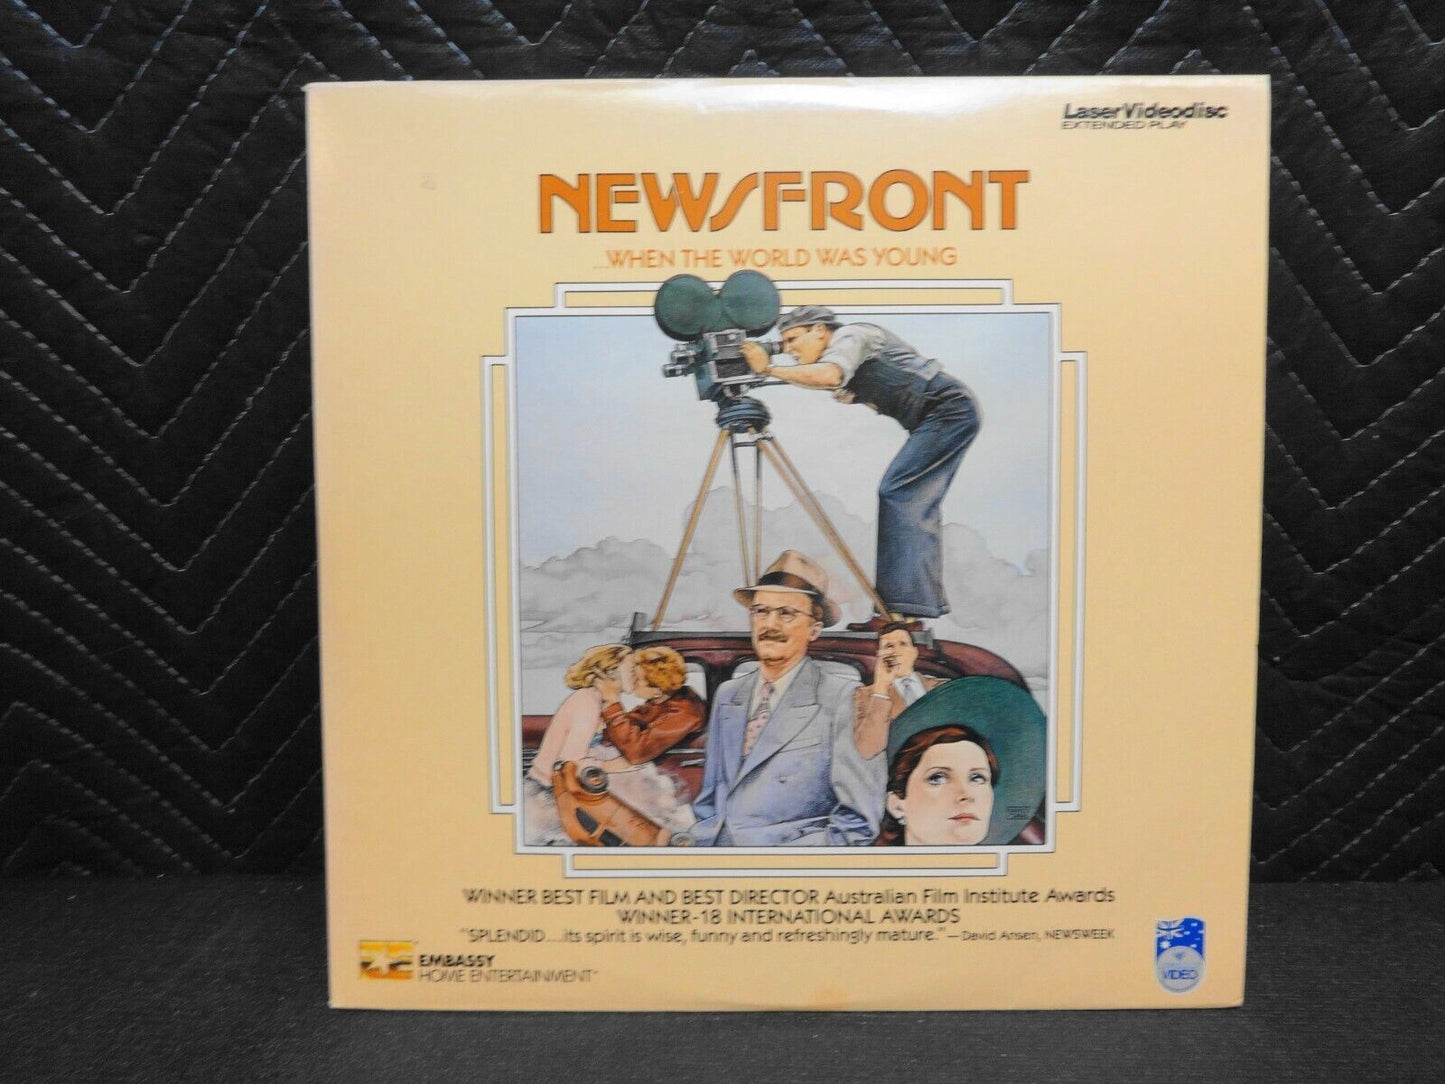 LaserVideodisc
EXTENDED PLAY
NEWSFRONT
...WHEN THE WORLD WAS YOUNG
WINNER BEST FILM AND BEST DIRECTOR Australian Film Institute Awards
WINNER-18 INTERNATIONAL AWARDS
"SPLENDID...its spirit is wise, funny and refreshingly mature." — David Ansen, NEWSWEEK
EMBASSY
HOME ENTERTAINMENT
VIDEO